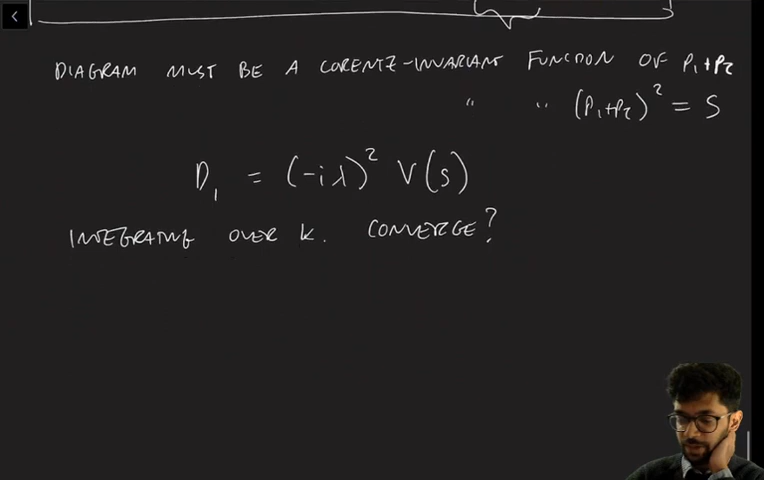 DIAGRAM MUST BE A LORENTZ-INVARIANT FUNCTION OF p₁+p₂
" " (p₁+p₂)² = S
D₁ = (-iλ)² V(s)
INTEGRATING OVER k. CONVERGE?